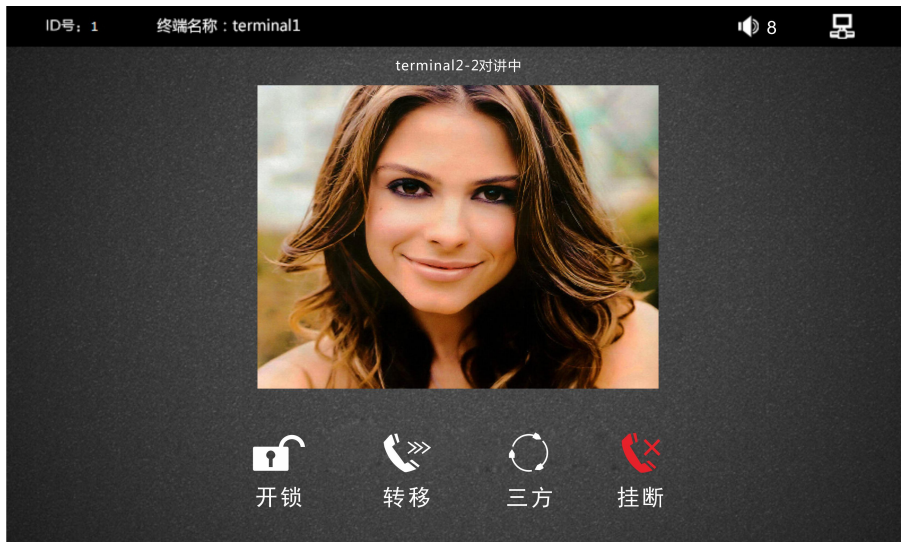 ID号：1 终端名称：terminal1 8
terminal2-2对讲中
开锁 转移 三方 挂断